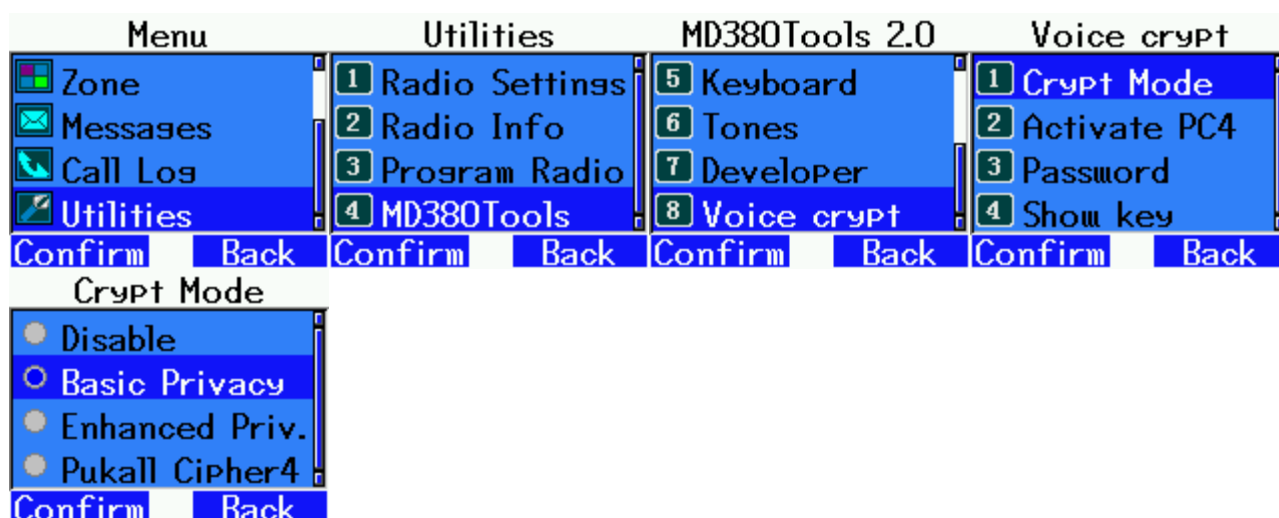 Menu
Zone
Messages
Call Log
Utilities
Confirm Back
Utilities
1 Radio Settings
2 Radio Info
3 Program Radio
4 MD380Tools
Confirm Back
MD380Tools 2.0
5 Keyboard
6 Tones
7 Developer
8 Voice crypt
Confirm Back
Voice crypt
1 Crypt Mode
2 Activate PC4
3 Password
4 Show key
Confirm Back
Crypt Mode
Disable
Basic Privacy
Enhanced Priv.
Pukall Cipher4
Confirm Back